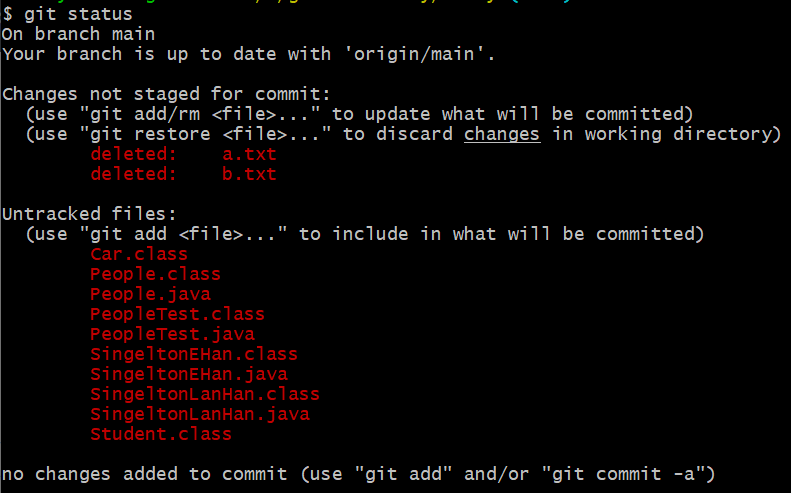 $ git status
On branch main
Your branch is up to date with 'origin/main'.
Changes not staged for commit:
(use "git add/rm <file>..." to update what will be committed)
(use "git restore <file>..." to discard changes in working directory)
deleted: a.txt
deleted: b.txt
Untracked files:
(use "git add <file>..." to include in what will be committed)
Car.class
People.class
People.java
PeopleTest.class
PeopleTest.java
SingeltonEHan.class
SingeltonEHan.java
SingeltonLanHan.class
SingeltonLanHan.java
Student.class
no changes added to commit (use "git add" and/or "git commit -a")